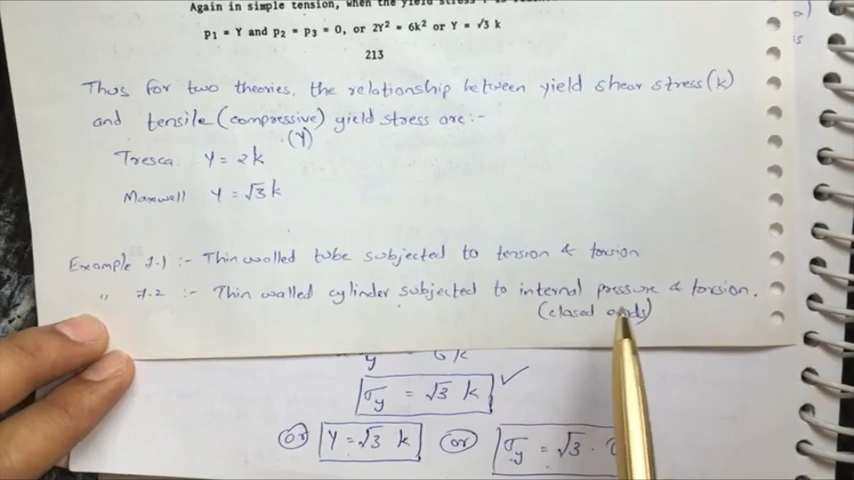 Again in simple tension, when the yield stress Y is
p₁ = Y and p₂ = p₃ = 0, or 2Y² = 6k² or Y = √3 k
213
Thus for two theories, the relationship between yield shear stress (k)
and tensile (compressive) yield stress are:-
(Y)
Tresca Y = 2k
Maxwell Y = √3 k
Example 7.1 :- Thin walled tube subjected to tension & torsion
" 7.2 :- Thin walled cylinder subjected to internal pressure & torsion.
(closed ends)
y = 6k
σy = √3 k ✓
or Y = √3 k or σy = √3 .